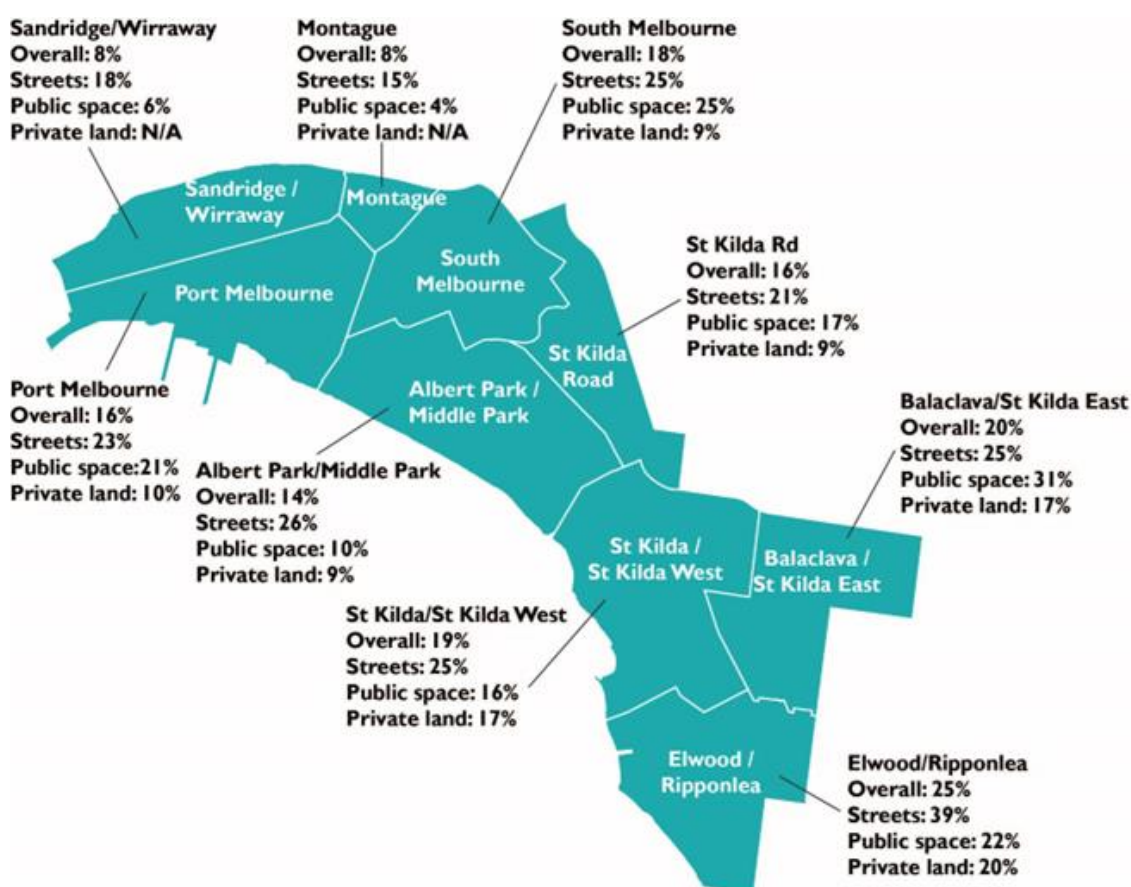 Sandridge/Wirraway
Overall: 8%
Streets: 18%
Public space: 6%
Private land: N/A
Montague
Overall: 8%
Streets: 15%
Public space: 4%
Private land: N/A
South Melbourne
Overall: 18%
Streets: 25%
Public space: 25%
Private land: 9%
Sandridge /
Wirraway
Montague
South
Melbourne
Port Melbourne
St Kilda Rd
Overall: 16%
Streets: 21%
Public space: 17%
Private land: 9%
St Kilda
Road
Albert Park /
Middle Park
Port Melbourne
Overall: 16%
Streets: 23%
Public space:21%
Private land: 10%
Albert Park/Middle Park
Overall: 14%
Streets: 26%
Public space: 10%
Private land: 9%
Balaclava/St Kilda East
Overall: 20%
Streets: 25%
Public space: 31%
Private land: 17%
St Kilda /
St Kilda West
Balaclava /
St Kilda East
St Kilda/St Kilda West
Overall: 19%
Streets: 25%
Public space: 16%
Private land: 17%
Elwood /
Ripponlea
Elwood/Ripponlea
Overall: 25%
Streets: 39%
Public space: 22%
Private land: 20%